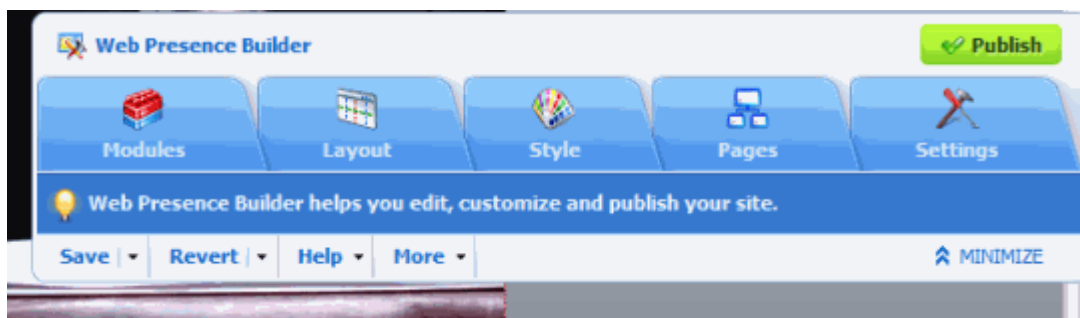 Web Presence Builder
Publish
Modules
Layout
Style
Pages
Settings
Web Presence Builder helps you edit, customize and publish your site.
Save
Revert
Help
More
MINIMIZE